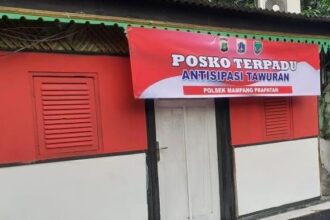 POSKO TERPADU
ANTISIPASI TAWURAN
POLSEK MAMPANG PRAPATAN